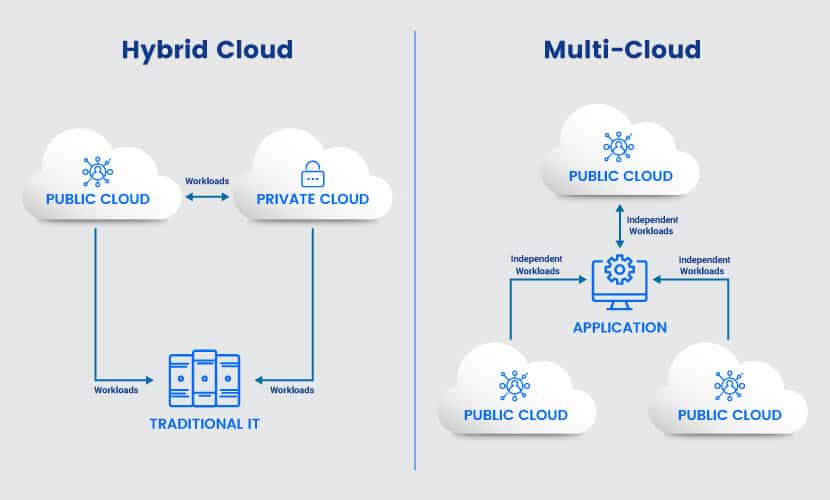 Hybrid Cloud
Workloads
PUBLIC CLOUD
PRIVATE CLOUD
Workloads
Workloads
TRADITIONAL IT
Multi-Cloud
PUBLIC CLOUD
Independent
Workloads
Independent
Workloads
Independent
Workloads
APPLICATION
PUBLIC CLOUD
PUBLIC CLOUD